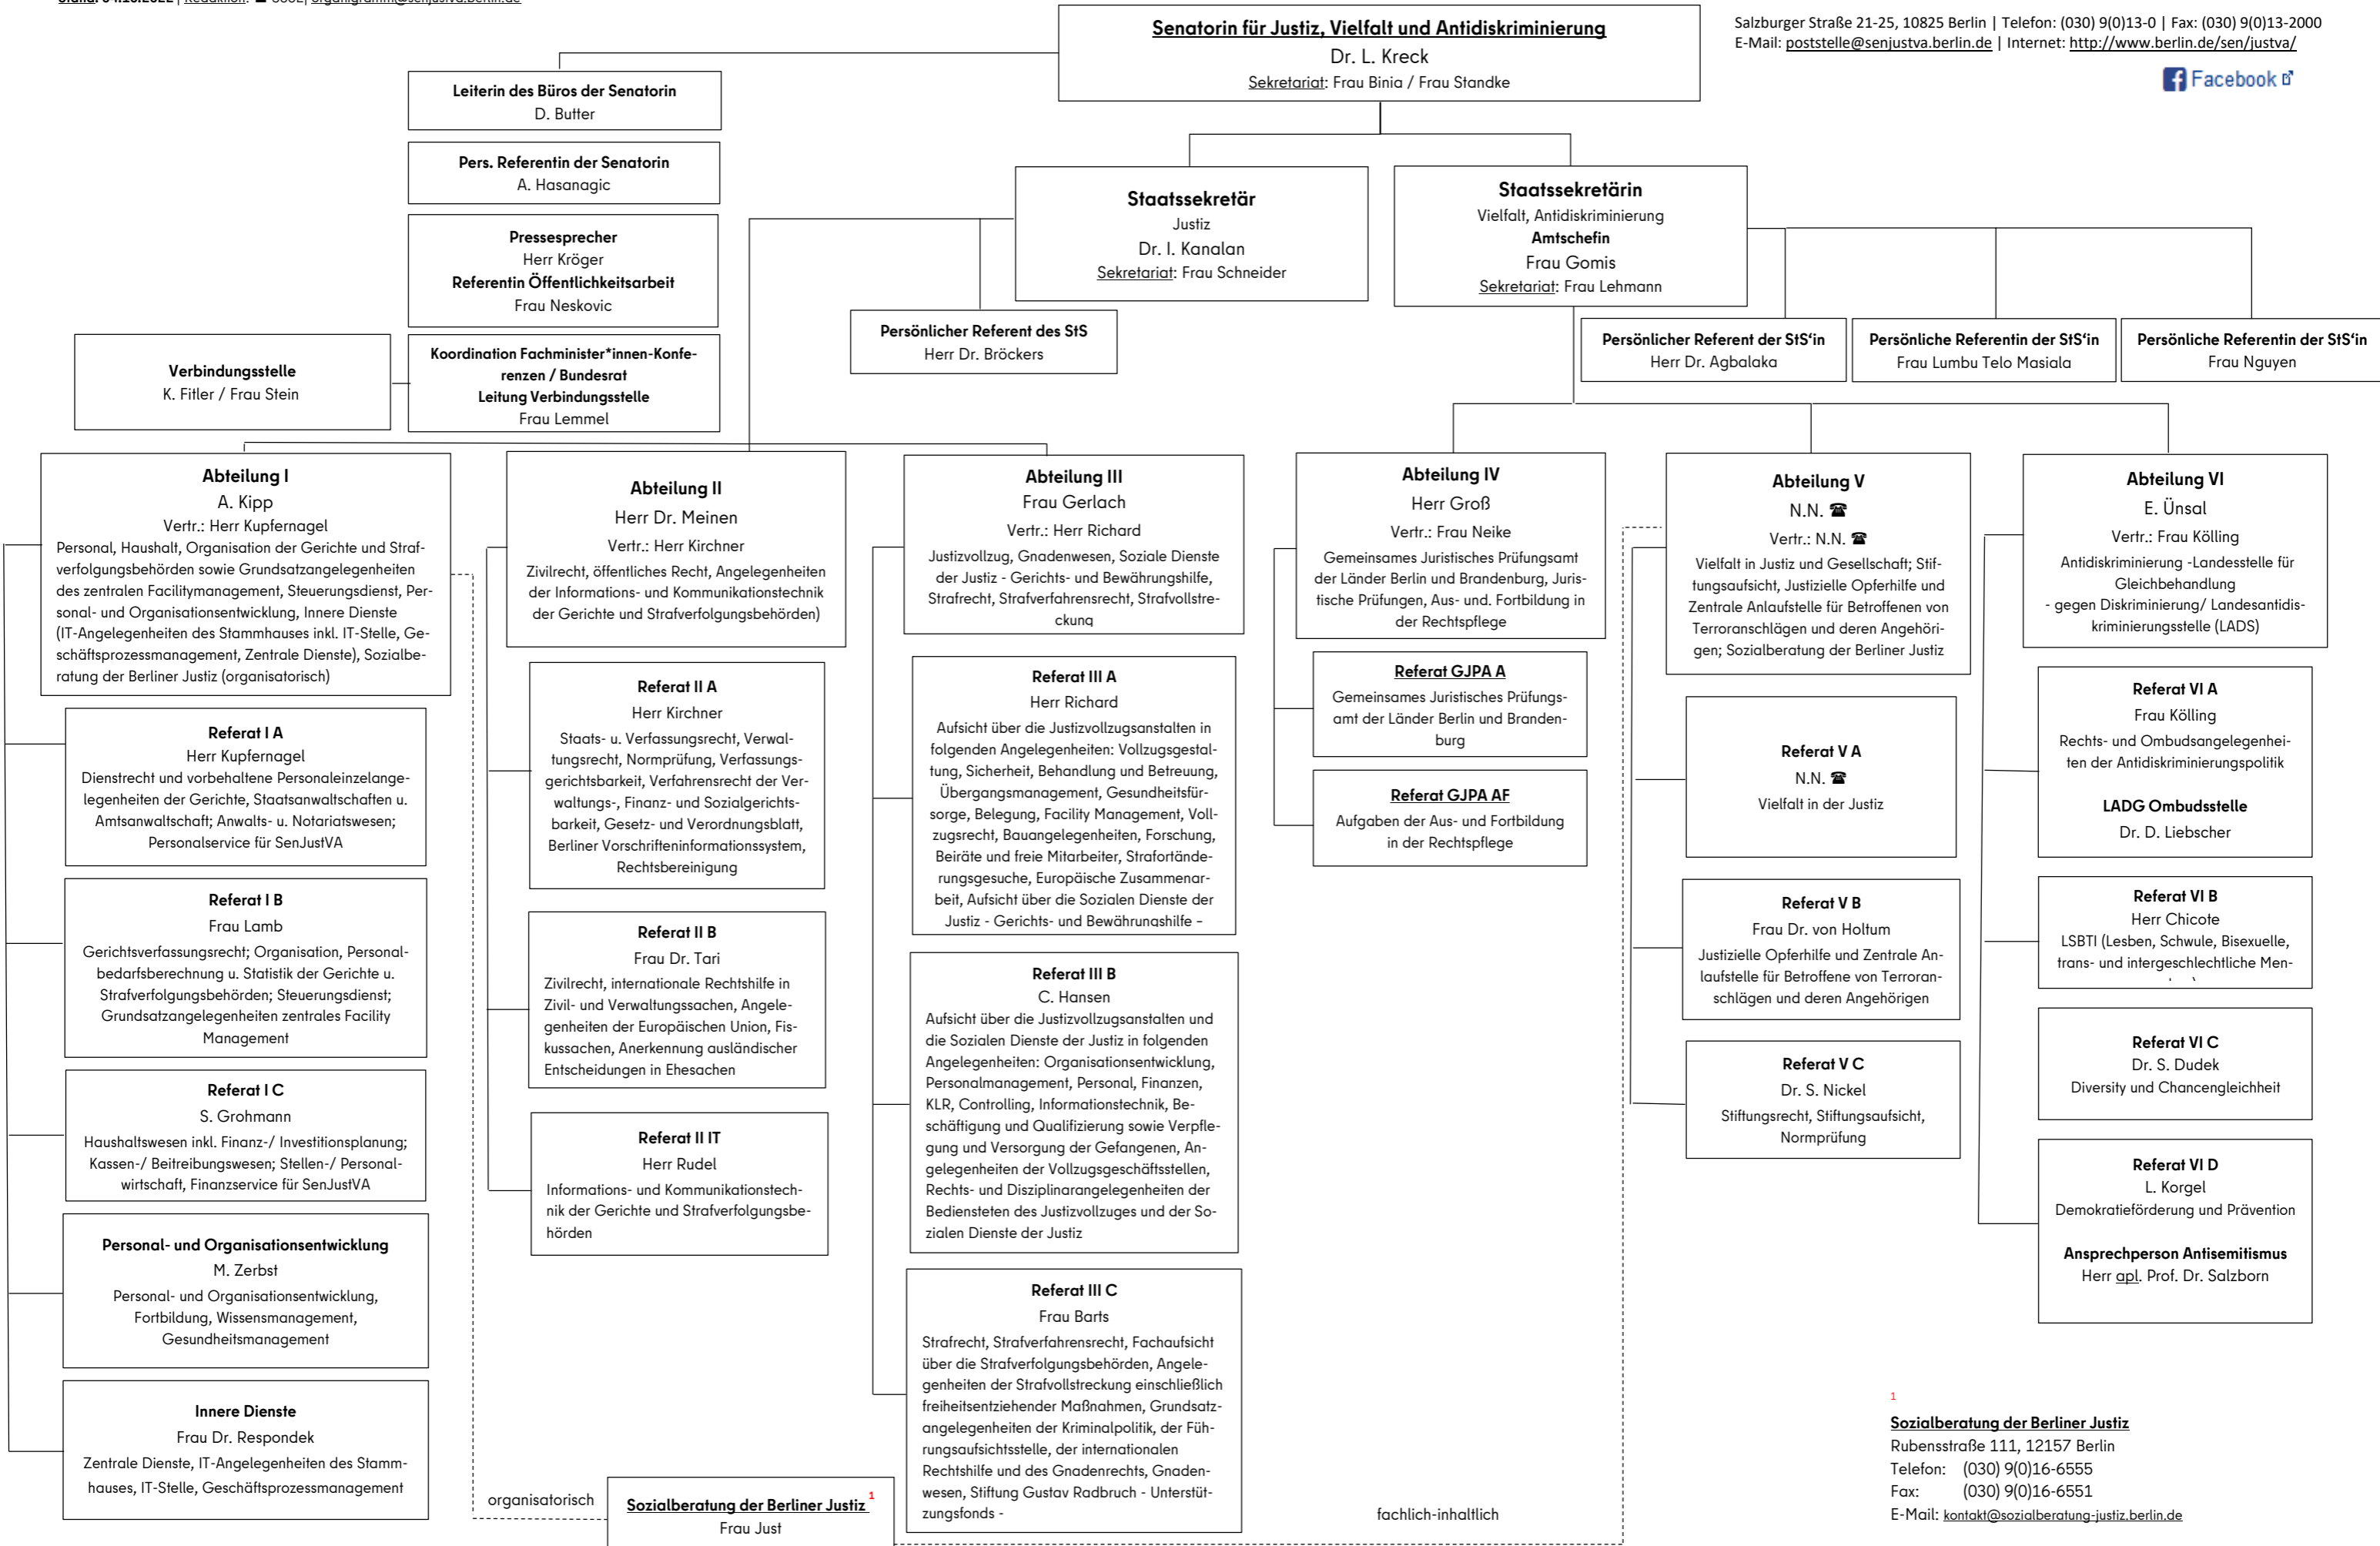 Stand: 04.10.2022 | Redaktion: ☎ 3332| organigramm@senjustva.berlin.de
Senatorin für Justiz, Vielfalt und Antidiskriminierung
Dr. L. Kreck
Sekretariat: Frau Binia / Frau Standke
Salzburger Straße 21-25, 10825 Berlin | Telefon: (030) 9(0)13-0 | Fax: (030) 9(0)13-2000
E-Mail: poststelle@senjustva.berlin.de | Internet: http://www.berlin.de/sen/justva/
Facebook
Leiterin des Büros der Senatorin
D. Butter
Pers. Referentin der Senatorin
A. Hasanagic
Pressesprecher
Herr Kröger
Referentin Öffentlichkeitsarbeit
Frau Neskovic
Verbindungsstelle
K. Fitler / Frau Stein
Koordination Fachminister*innen-Konfe-
renzen / Bundesrat
Leitung Verbindungsstelle
Frau Lemmel
Staatssekretär
Justiz
Dr. I. Kanalan
Sekretariat: Frau Schneider
Staatssekretärin
Vielfalt, Antidiskriminierung
Amtschefin
Frau Gomis
Sekretariat: Frau Lehmann
Persönlicher Referent des StS
Herr Dr. Bröckers
Persönlicher Referent der StS‘in
Herr Dr. Agbalaka
Persönliche Referentin der StS‘in
Frau Lumbu Telo Masiala
Persönliche Referentin der StS‘in
Frau Nguyen
Abteilung I
A. Kipp
Vertr.: Herr Kupfernagel
Personal, Haushalt, Organisation der Gerichte und Straf-
verfolgungsbehörden sowie Grundsatzangelegenheiten
des zentralen Facilitymanagement, Steuerungsdienst, Per-
sonal- und Organisationsentwicklung, Innere Dienste
(IT-Angelegenheiten des Stammhauses inkl. IT-Stelle, Ge-
schäftsprozessmanagement, Zentrale Dienste), Sozialbe-
ratung der Berliner Justiz (organisatorisch)
Referat I A
Herr Kupfernagel
Dienstrecht und vorbehaltene Personaleinzelange-
legenheiten der Gerichte, Staatsanwaltschaften u.
Amtsanwaltschaft; Anwalts- u. Notariatswesen;
Personalservice für SenJustVA
Referat I B
Frau Lamb
Gerichtsverfassungsrecht; Organisation, Personal-
bedarfsberechnung u. Statistik der Gerichte u.
Strafverfolgungsbehörden; Steuerungsdienst;
Grundsatzangelegenheiten zentrales Facility
Management
Referat I C
S. Grohmann
Haushaltswesen inkl. Finanz-/ Investitionsplanung;
Kassen-/ Beitreibungswesen; Stellen-/ Personal-
wirtschaft, Finanzservice für SenJustVA
Personal- und Organisationsentwicklung
M. Zerbst
Personal- und Organisationsentwicklung,
Fortbildung, Wissensmanagement,
Gesundheitsmanagement
Innere Dienste
Frau Dr. Respondek
Zentrale Dienste, IT-Angelegenheiten des Stamm-
hauses, IT-Stelle, Geschäftsprozessmanagement
Abteilung II
Herr Dr. Meinen
Vertr.: Herr Kirchner
Zivilrecht, öffentliches Recht, Angelegenheiten
der Informations- und Kommunikationstechnik
der Gerichte und Strafverfolgungsbehörden)
Referat II A
Herr Kirchner
Staats- u. Verfassungsrecht, Verwal-
tungsrecht, Normprüfung, Verfassungs-
gerichtsbarkeit, Verfahrensrecht der Ver-
waltungs-, Finanz- und Sozialgerichts-
barkeit, Gesetz- und Verordnungsblatt,
Berliner Vorschrifteninformationssystem,
Rechtsbereinigung
Referat II B
Frau Dr. Tari
Zivilrecht, internationale Rechtshilfe in
Zivil- und Verwaltungssachen, Angele-
genheiten der Europäischen Union, Fis-
kussachen, Anerkennung ausländischer
Entscheidungen in Ehesachen
Referat II IT
Herr Rudel
Informations- und Kommunikationstech-
nik der Gerichte und Strafverfolgungsbe-
hörden
Abteilung III
Frau Gerlach
Vertr.: Herr Richard
Justizvollzug, Gnadenwesen, Soziale Dienste
der Justiz - Gerichts- und Bewährungshilfe,
Strafrecht, Strafverfahrensrecht, Strafvollstre-
ckung
Referat III A
Herr Richard
Aufsicht über die Justizvollzugsanstalten in
folgenden Angelegenheiten: Vollzugsgestal-
tung, Sicherheit, Behandlung und Betreuung,
Übergangsmanagement, Gesundheitsfür-
sorge, Belegung, Facility Management, Voll-
zugsrecht, Bauangelegenheiten, Forschung,
Beiräte und freie Mitarbeiter, Strafortände-
rungsgesuche, Europäische Zusammenar-
beit, Aufsicht über die Sozialen Dienste der
Justiz - Gerichts- und Bewährungshilfe –
Referat III B
C. Hansen
Aufsicht über die Justizvollzugsanstalten und
die Sozialen Dienste der Justiz in folgenden
Angelegenheiten: Organisationsentwicklung,
Personalmanagement, Personal, Finanzen,
KLR, Controlling, Informationstechnik, Be-
schäftigung und Qualifizierung sowie Verpfle-
gung und Versorgung der Gefangenen, An-
gelegenheiten der Vollzugsgeschäftsstellen,
Rechts- und Disziplinarangelegenheiten der
Bediensteten des Justizvollzuges und der So-
zialen Dienste der Justiz
Referat III C
Frau Barts
Strafrecht, Strafverfahrensrecht, Fachaufsicht
über die Strafverfolgungsbehörden, Angele-
genheiten der Strafvollstreckung einschließlich
freiheitsentziehender Maßnahmen, Grundsatz-
angelegenheiten der Kriminalpolitik, der Füh-
rungsaufsichtsstelle, der internationalen
Rechtshilfe und des Gnadenrechts, Gnaden-
wesen, Stiftung Gustav Radbruch - Unterstüt-
zungsfonds -
Abteilung IV
Herr Groß
Vertr.: Frau Neike
Gemeinsames Juristisches Prüfungsamt
der Länder Berlin und Brandenburg, Juris-
tische Prüfungen, Aus- und. Fortbildung in
der Rechtspflege
Referat GJPA A
Gemeinsames Juristisches Prüfungs-
amt der Länder Berlin und Branden-
burg
Referat GJPA AF
Aufgaben der Aus- und Fortbildung
in der Rechtspflege
Abteilung V
N.N. ☎
Vertr.: N.N. ☎
Vielfalt in Justiz und Gesellschaft; Stif-
tungsaufsicht, Justizielle Opferhilfe und
Zentrale Anlaufstelle für Betroffenen von
Terroranschlägen und deren Angehöri-
gen; Sozialberatung der Berliner Justiz
Referat V A
N.N. ☎
Vielfalt in der Justiz
Referat V B
Frau Dr. von Holtum
Justizielle Opferhilfe und Zentrale An-
laufstelle für Betroffene von Terroran-
schlägen und deren Angehörigen
Referat V C
Dr. S. Nickel
Stiftungsrecht, Stiftungsaufsicht,
Normprüfung
Abteilung VI
E. Ünsal
Vertr.: Frau Kölling
Antidiskriminierung -Landesstelle für
Gleichbehandlung
- gegen Diskriminierung/ Landesantidis-
kriminierungsstelle (LADS)
Referat VI A
Frau Kölling
Rechts- und Ombudsangelegenhei-
ten der Antidiskriminierungspolitik
LADG Ombudsstelle
Dr. D. Liebscher
Referat VI B
Herr Chicote
LSBTI (Lesben, Schwule, Bisexuelle,
trans- und intergeschlechtliche Men-
Referat VI C
Dr. S. Dudek
Diversity und Chancengleichheit
Referat VI D
L. Korgel
Demokratieförderung und Prävention
Ansprechperson Antisemitismus
Herr apl. Prof. Dr. Salzborn
organisatorisch
Sozialberatung der Berliner Justiz 1
Frau Just
fachlich-inhaltlich
1
Sozialberatung der Berliner Justiz
Rubensstraße 111, 12157 Berlin
Telefon: (030) 9(0)16-6555
Fax: (030) 9(0)16-6551
E-Mail: kontakt@sozialberatung-justiz.berlin.de